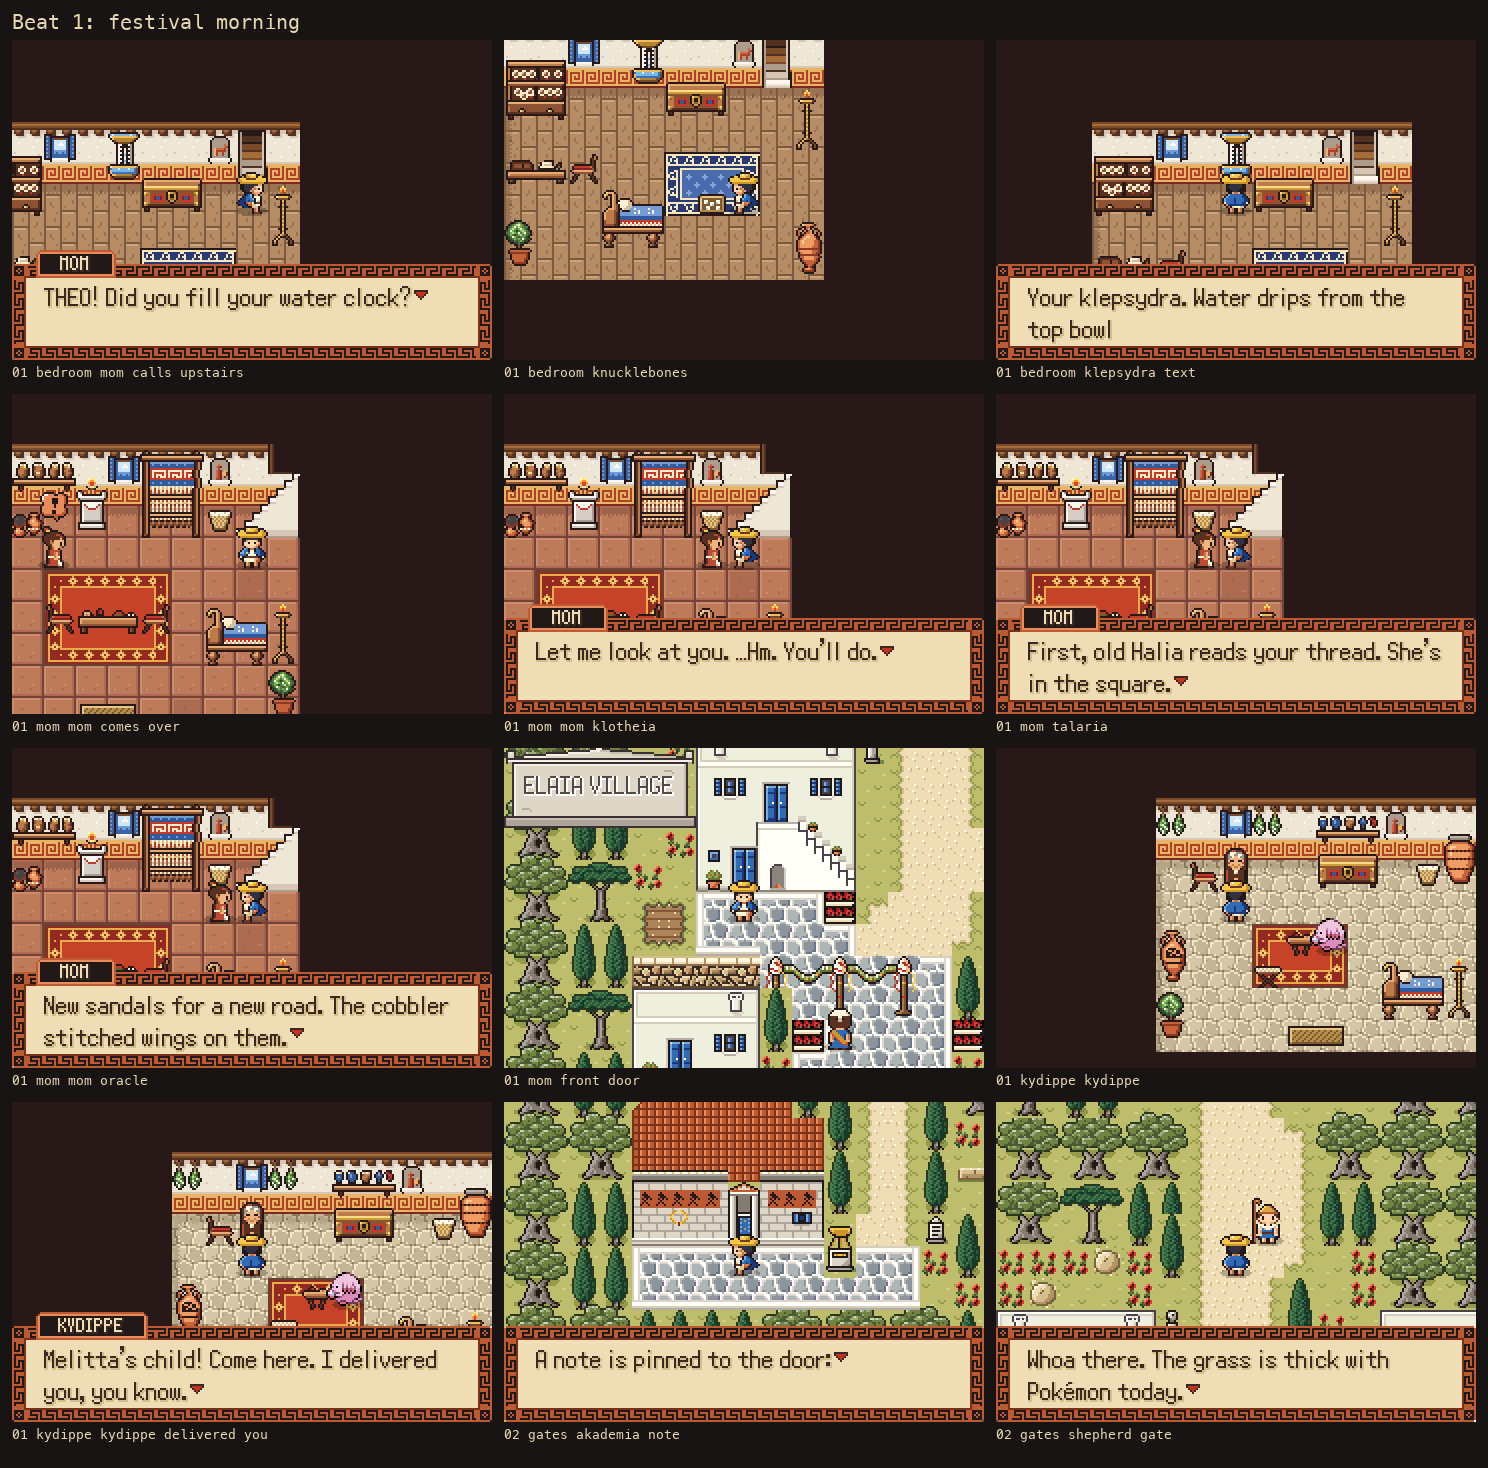 Beat 1: festival morning
MOM
THEO! Did you fill your water clock?
01 bedroom mom calls upstairs
01 bedroom knucklebones
Your klepsydra. Water drips from the
top bowl
01 bedroom klepsydra text
01 mom mom comes over
MOM
Let me look at you. …Hm. You'll do.
01 mom mom klotheia
MOM
First, old Halia reads your thread. She's
in the square.
01 mom talaria
MOM
New sandals for a new road. The cobbler
stitched wings on them.
01 mom mom oracle
ELAIA VILLAGE
01 mom front door
01 kydippe kydippe
KYDIPPE
Melitta's child! Come here. I delivered
you, you know.
01 kydippe kydippe delivered you
A note is pinned to the door:
02 gates akademia note
Whoa there. The grass is thick with
Pokémon today.
02 gates shepherd gate